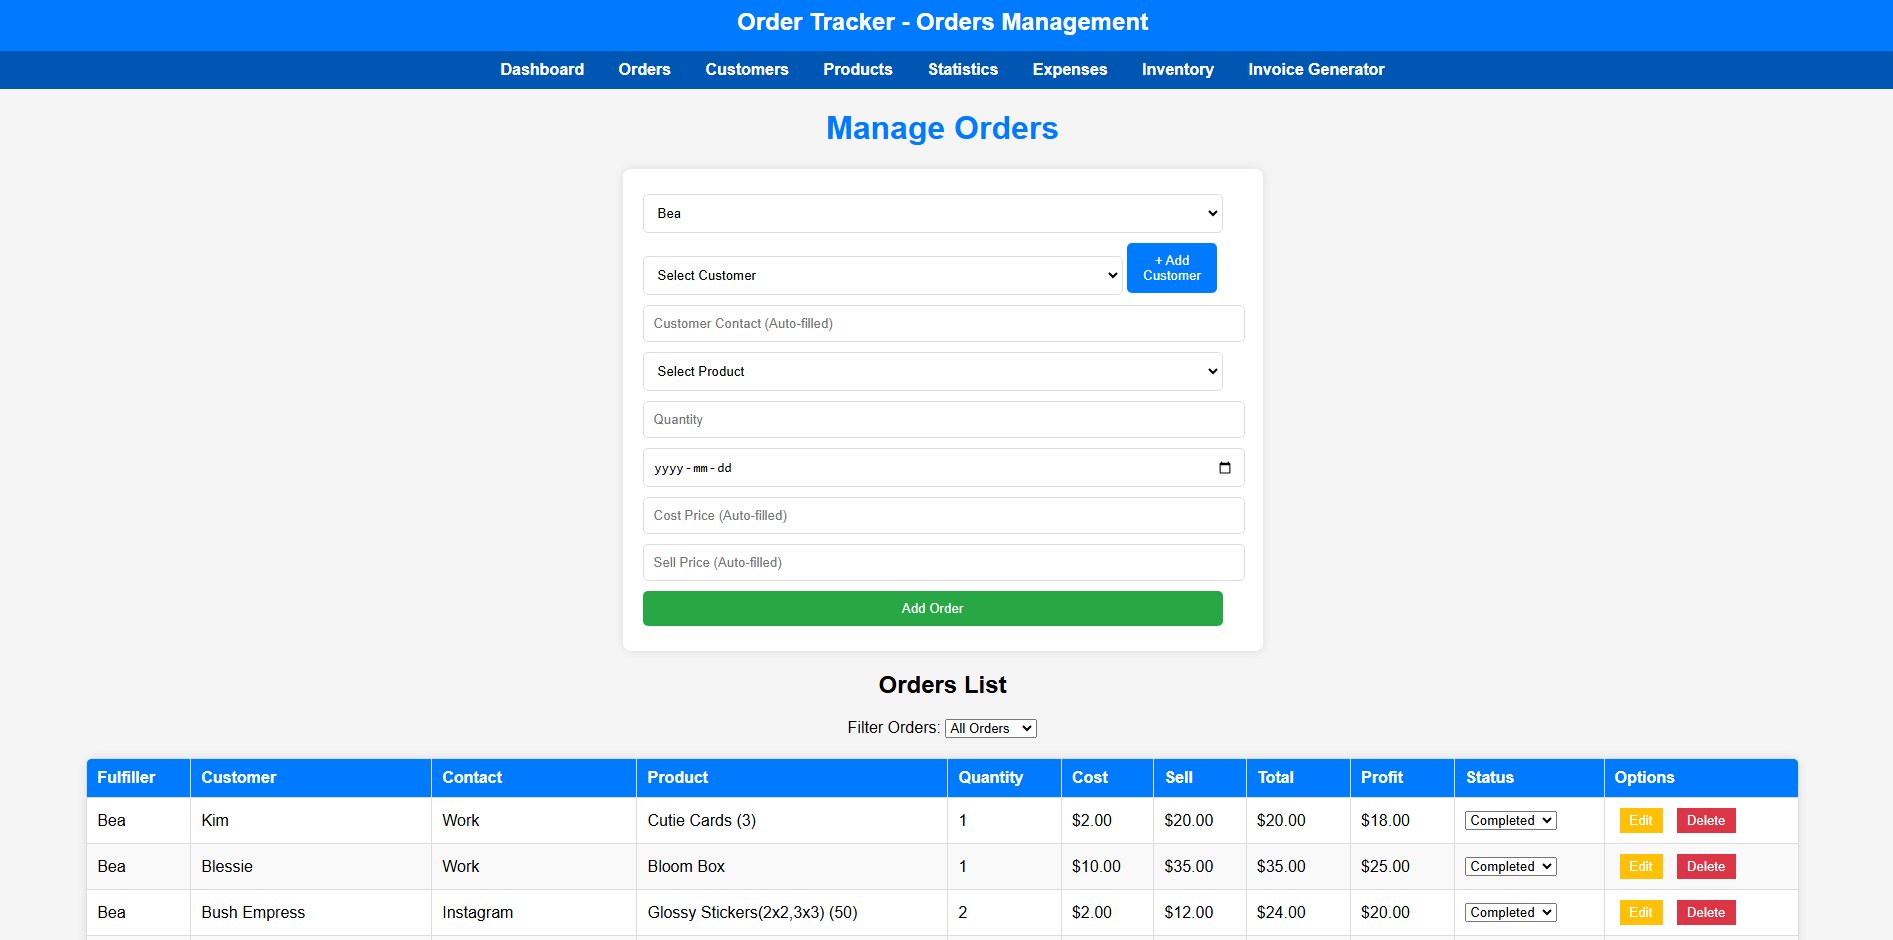 Order Tracker - Orders Management
Dashboard Orders Customers Products Statistics Expenses Inventory Invoice Generator
Manage Orders
Bea
Select Customer
+ Add
Customer
Customer Contact (Auto-filled)
Select Product
Quantity
yyyy-mm-dd
Cost Price (Auto-filled)
Sell Price (Auto-filled)
Add Order
Orders List
Filter Orders: All Orders
Fulfiller Customer Contact Product Quantity Cost Sell Total Profit Status Options
Bea Kim Work Cutie Cards (3) 1 $2.00 $20.00 $20.00 $18.00 Completed Edit Delete
Bea Blessie Work Bloom Box 1 $10.00 $35.00 $35.00 $25.00 Completed Edit Delete
Bea Bush Empress Instagram Glossy Stickers(2x2,3x3) (50) 2 $2.00 $12.00 $24.00 $20.00 Completed Edit Delete